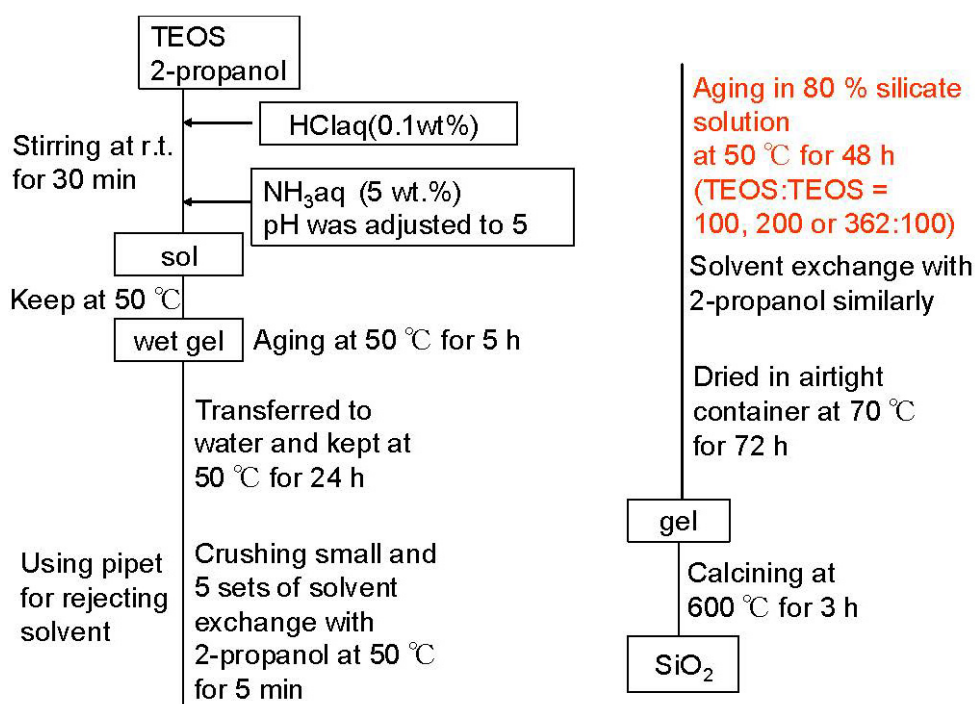 TEOS
2-propanol
HClaq(0.1wt%)
Stirring at r.t.
for 30 min
NH₃aq (5 wt.%)
pH was adjusted to 5
sol
Keep at 50 ℃
wet gel
Aging at 50 ℃ for 5 h
Transferred to
water and kept at
50 ℃ for 24 h
Using pipet
for rejecting
solvent
Crushing small and
5 sets of solvent
exchange with
2-propanol at 50 ℃
for 5 min
Aging in 80 % silicate
solution
at 50 ℃ for 48 h
(TEOS:TEOS =
100, 200 or 362:100)
Solvent exchange with
2-propanol similarly
Dried in airtight
container at 70 ℃
for 72 h
gel
Calcining at
600 ℃ for 3 h
SiO₂